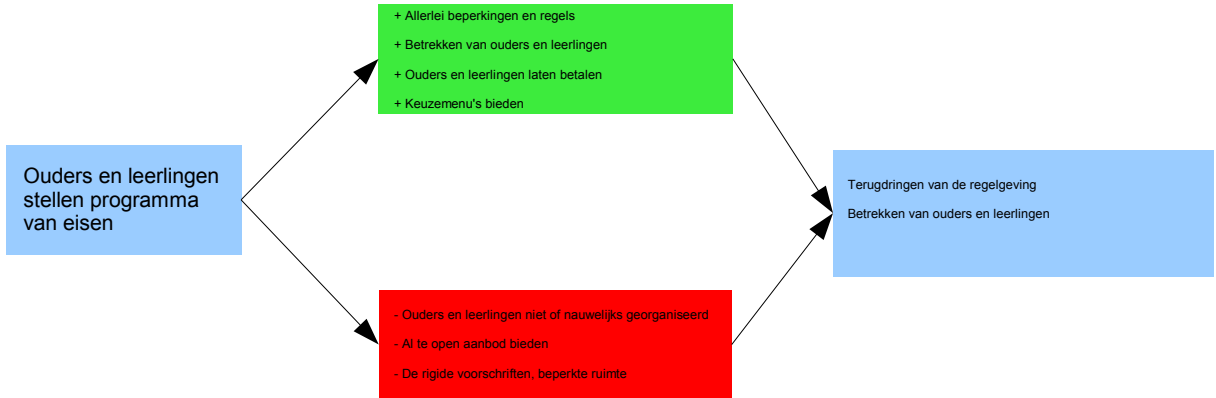 Ouders en leerlingen
stellen programma
van eisen
+ Allerlei beperkingen en regels
+ Betrekken van ouders en leerlingen
+ Ouders en leerlingen laten betalen
+ Keuzemenu's bieden
- Ouders en leerlingen niet of nauwelijks georganiseerd
- Al te open aanbod bieden
- De rigide voorschriften, beperkte ruimte
Terugdringen van de regelgeving
Betrekken van ouders en leerlingen